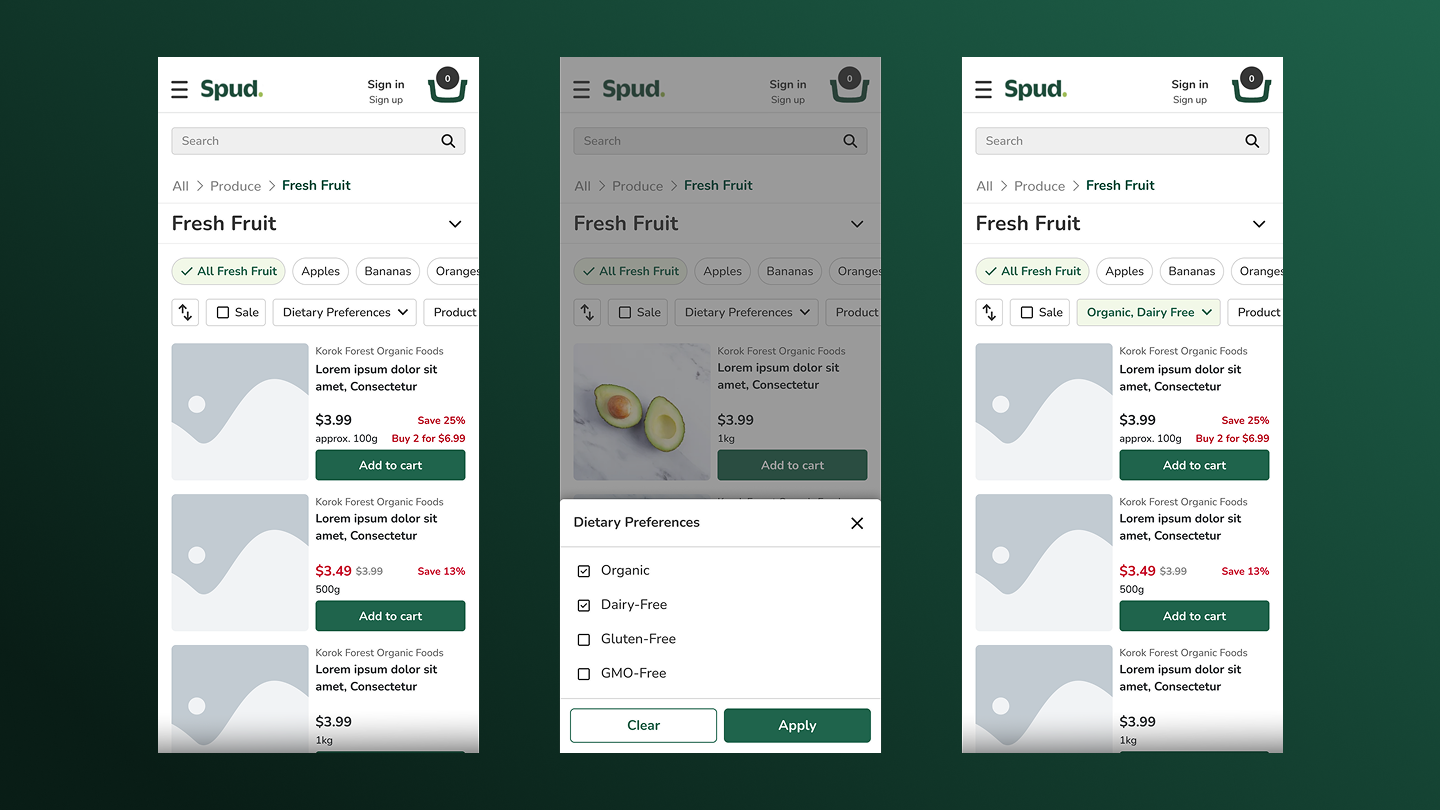 Spud.
Sign in
Sign up
0
Search
All > Produce > Fresh Fruit
Fresh Fruit
All Fresh Fruit Apples Bananas Oranges
Sale Dietary Preferences Product
Korok Forest Organic Foods
Lorem ipsum dolor sit
amet, Consectetur
$3.99 Save 25%
approx. 100g Buy 2 for $6.99
Add to cart
Korok Forest Organic Foods
Lorem ipsum dolor sit
amet, Consectetur
$3.49 $3.99 Save 13%
500g
Add to cart
Korok Forest Organic Foods
Lorem ipsum dolor sit
amet, Consectetur
$3.99
1kg
Spud.
Sign in
Sign up
0
Search
All > Produce > Fresh Fruit
Fresh Fruit
All Fresh Fruit Apples Bananas Oranges
Sale Dietary Preferences Product
Korok Forest Organic Foods
Lorem ipsum dolor sit
amet, Consectetur
$3.99
1kg
Add to cart
Dietary Preferences
Organic
Dairy-Free
Gluten-Free
GMO-Free
Clear Apply
Spud.
Sign in
Sign up
0
Search
All > Produce > Fresh Fruit
Fresh Fruit
All Fresh Fruit Apples Bananas Oranges
Sale Organic, Dairy Free Product
Korok Forest Organic Foods
Lorem ipsum dolor sit
amet, Consectetur
$3.99 Save 25%
approx. 100g Buy 2 for $6.99
Add to cart
Korok Forest Organic Foods
Lorem ipsum dolor sit
amet, Consectetur
$3.49 $3.99 Save 13%
500g
Add to cart
Korok Forest Organic Foods
Lorem ipsum dolor sit
amet, Consectetur
$3.99
1kg